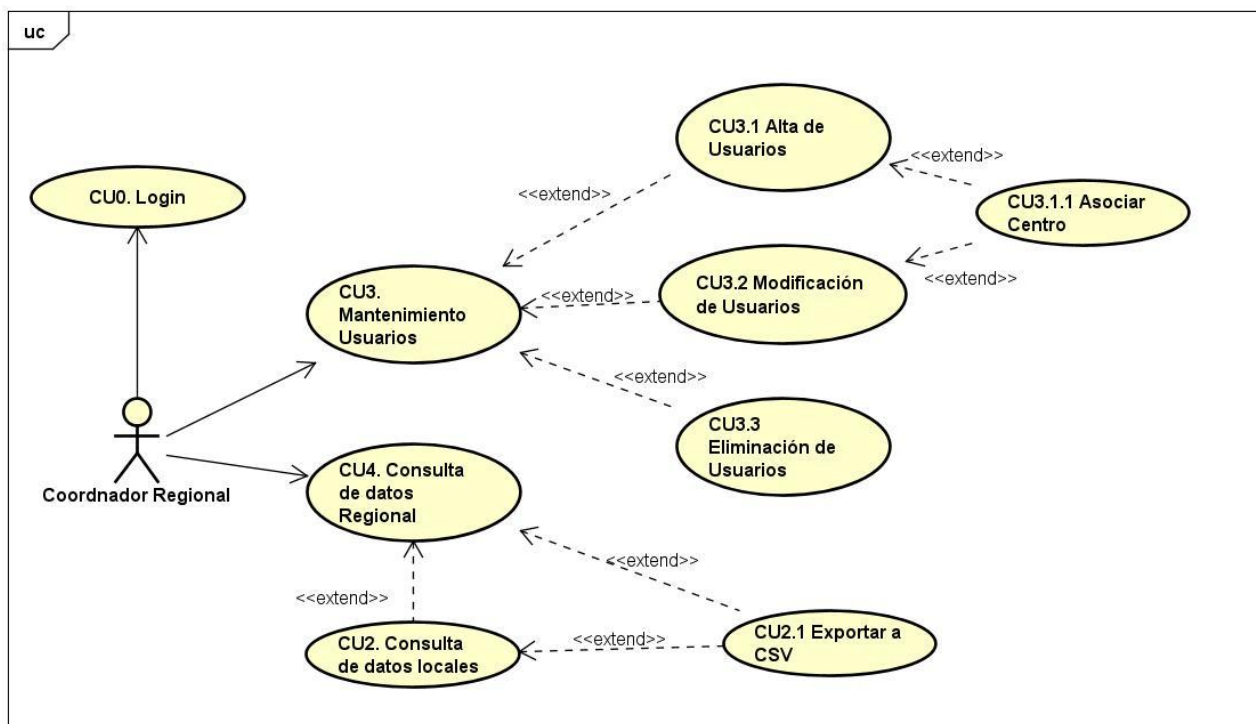 uc
CU3.1 Alta de
Usuarios
<<extend>>
<<extend>>
CU0. Login
CU3.1.1 Asociar
Centro
CU3.
Mantenimiento
Usuarios
<<extend>>
CU3.2 Modificación
de Usuarios
<<extend>>
<<extend>>
CU3.3
Eliminación de
Usuarios
Coordnador Regional
CU4. Consulta
de datos
Regional
<<extend>>
<<extend>>
CU2. Consulta
de datos locales
<<extend>>
CU2.1 Exportar a
CSV